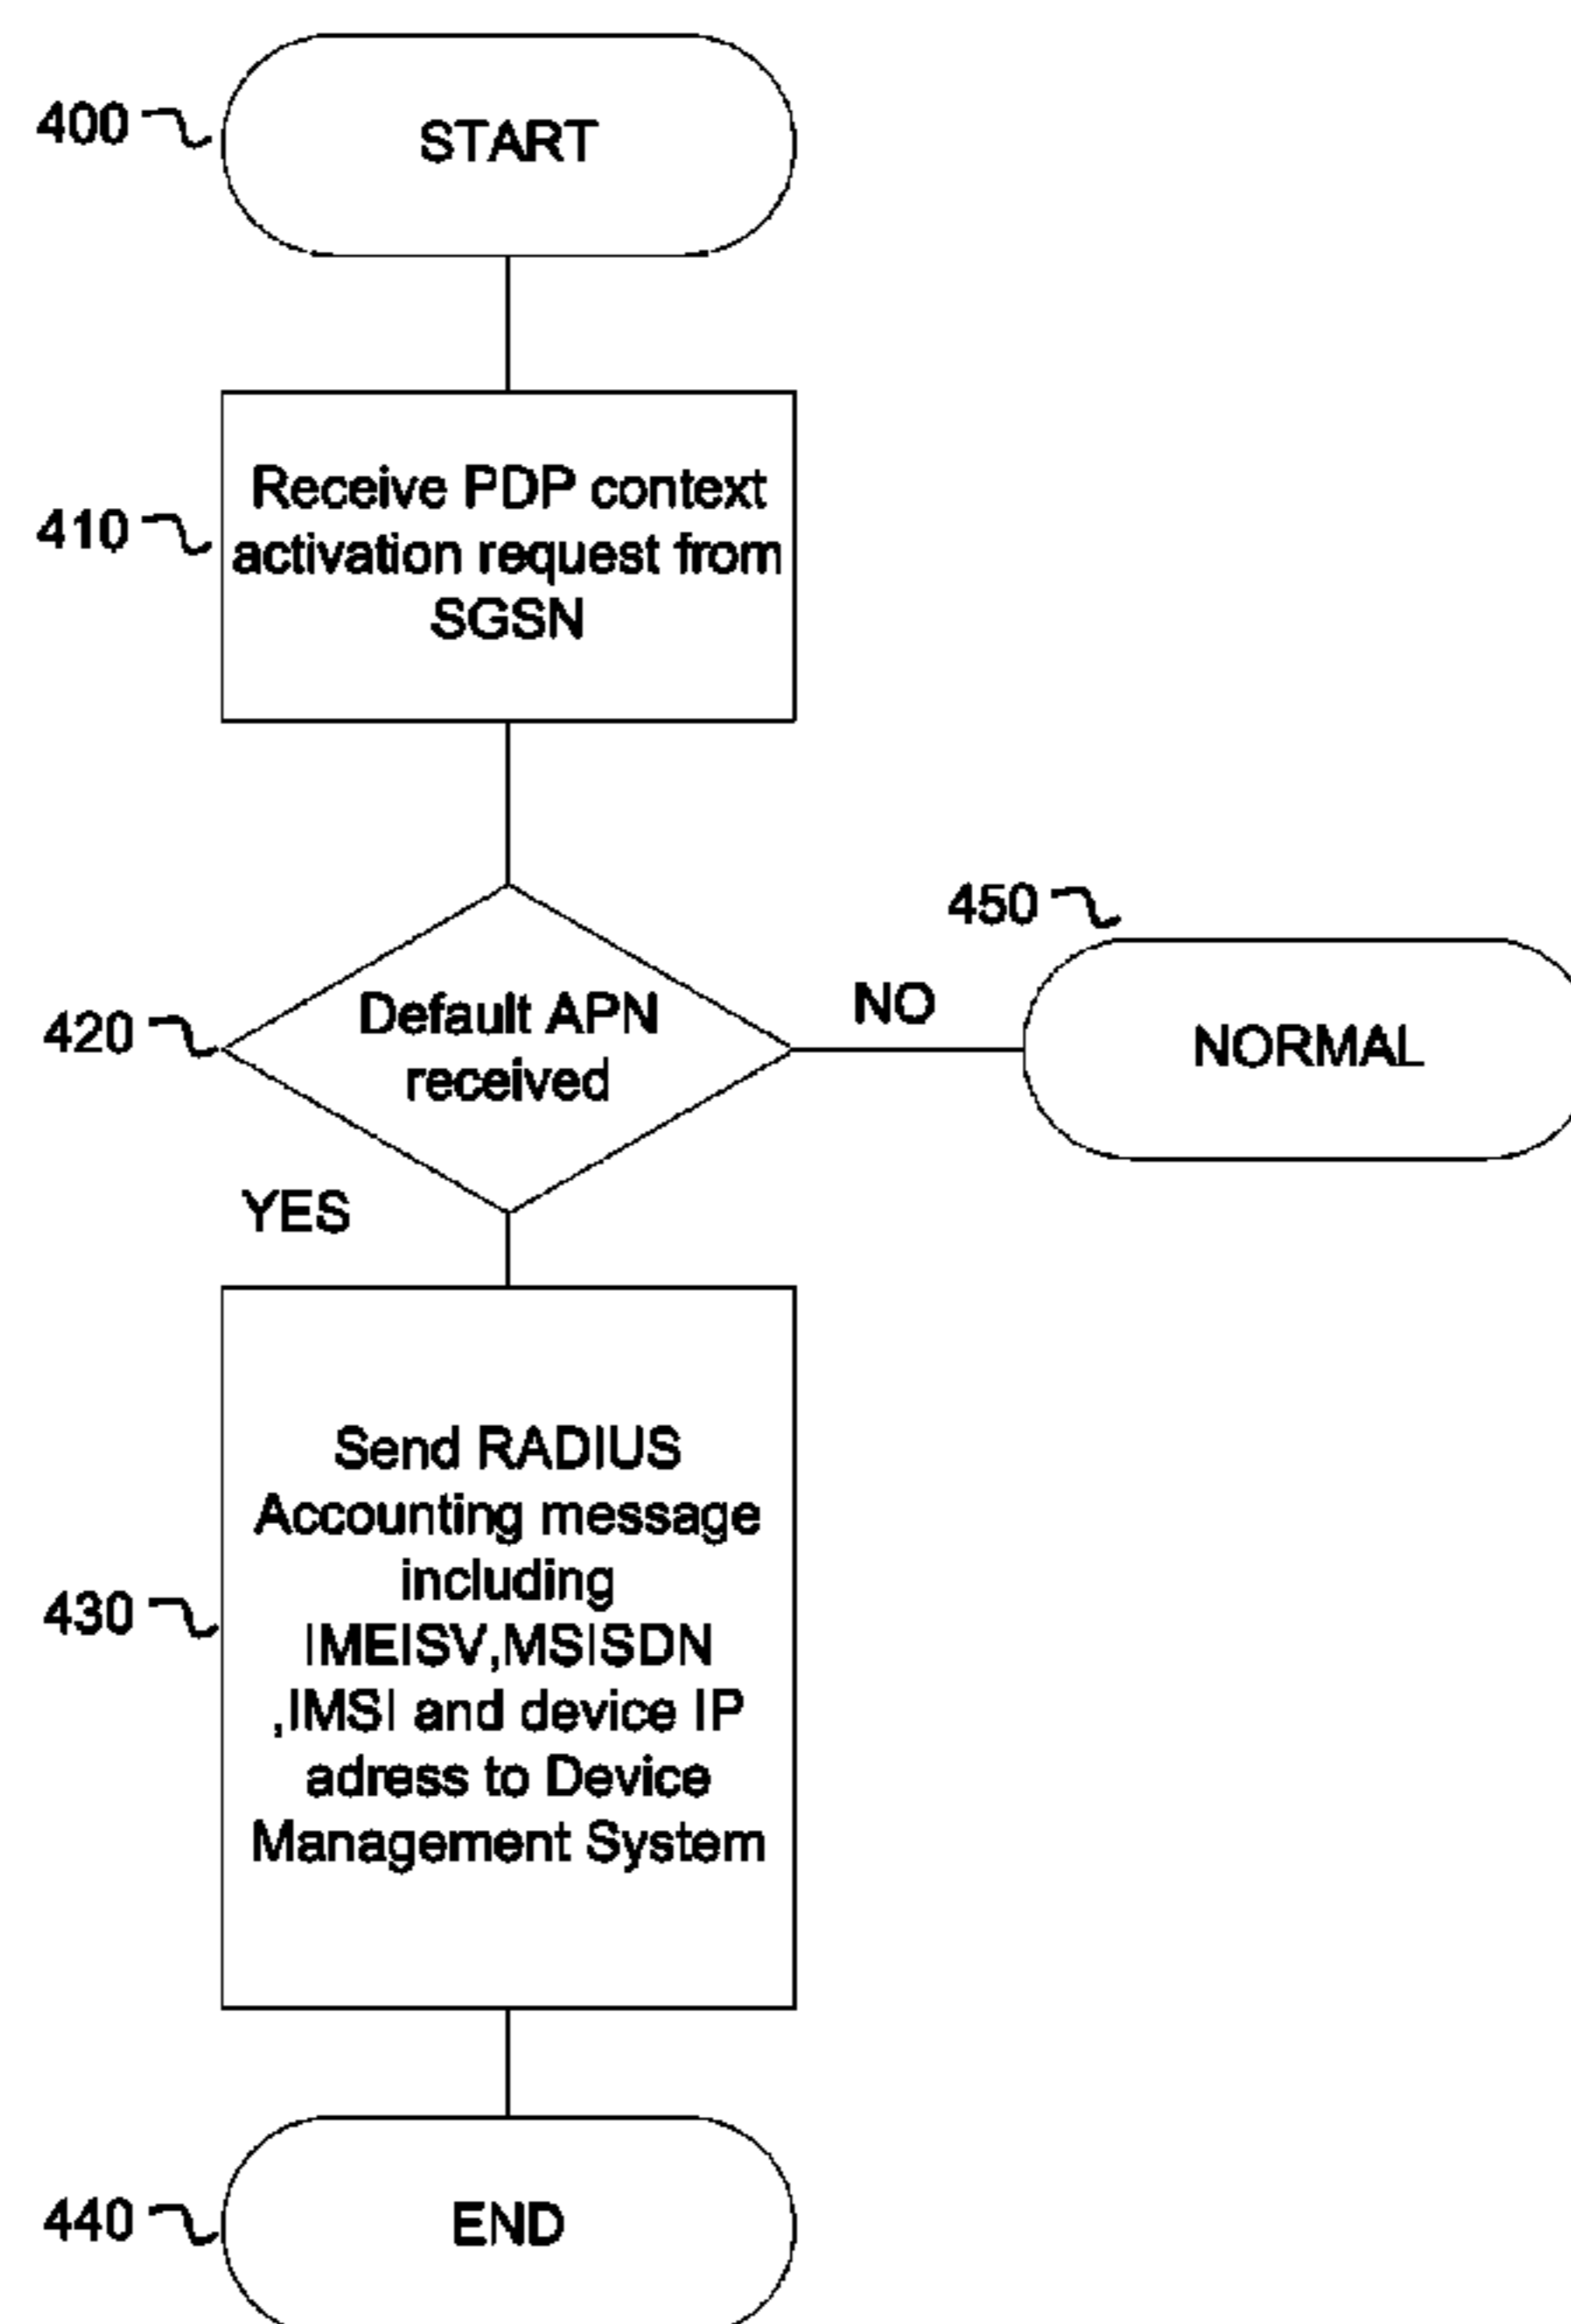 400
START
410
Receive PDP context
activation request from
SGSN
450
420
Default APN
received
NO
NORMAL
YES
430
Send RADIUS
Accounting message
including
IMEISV,MSISDN
,IMSI and device IP
adress to Device
Management System
440
END